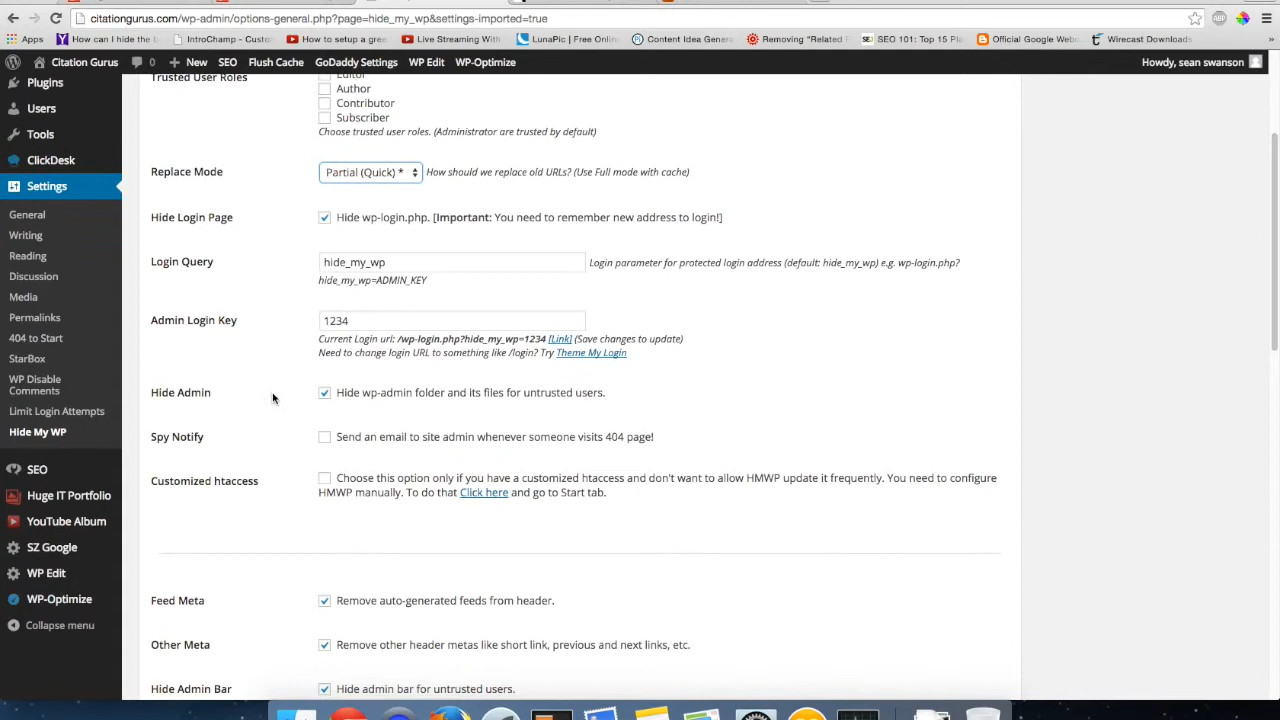 citationgurus.com/wp-admin/options-general.php?page=hide_my_wp&settings-imported=true
ABP
Apps
How can I hide the
IntroChamp - Custo
How to setup a gre
Live Streaming With
LunaPic | Free Onlin
Content Idea Genera
Removing "Related
SEJ
SEO 101: Top 15 Pla
Official Google Web
Wirecast Downloads
»
Citation Gurus
0
+ New
SEO
Flush Cache
GoDaddy Settings
WP Edit
WP-Optimize
Howdy, sean swanson
Plugins
Users
Tools
ClickDesk
Settings
General
Writing
Reading
Discussion
Media
Permalinks
404 to Start
StarBox
WP Disable
Comments
Limit Login Attempts
Hide My WP
SEO
Huge IT Portfolio
YouTube Album
SZ Google
WP Edit
WP-Optimize
Collapse menu
Trusted User Roles
Editor
Author
Contributor
Subscriber
Choose trusted user roles. (Administrator are trusted by default)
Replace Mode
Partial (Quick) *
How should we replace old URLs? (Use Full mode with cache)
Hide Login Page
Hide wp-login.php. [Important: You need to remember new address to login!]
Login Query
hide_my_wp
Login parameter for protected login address (default: hide_my_wp) e.g. wp-login.php?
hide_my_wp=ADMIN_KEY
Admin Login Key
1234
Current Login url: /wp-login.php?hide_my_wp=1234 [Link] (Save changes to update)
Need to change login URL to something like /login? Try Theme My Login
Hide Admin
Hide wp-admin folder and its files for untrusted users.
Spy Notify
Send an email to site admin whenever someone visits 404 page!
Customized htaccess
Choose this option only if you have a customized htaccess and don't want to allow HMWP update it frequently. You need to configure
HMWP manually. To do that Click here and go to Start tab.
Feed Meta
Remove auto-generated feeds from header.
Other Meta
Remove other header metas like short link, previous and next links, etc.
Hide Admin Bar
Hide admin bar for untrusted users.